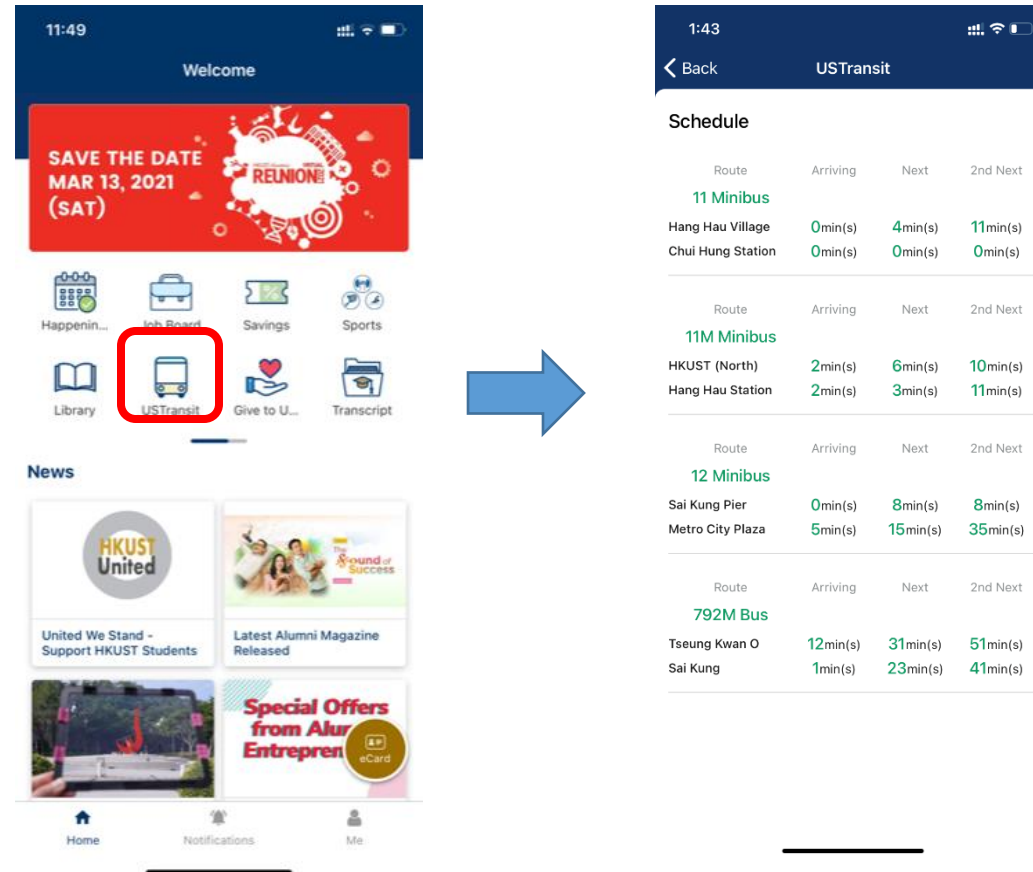 11:49
Welcome
SAVE THE DATE
MAR 13, 2021
(SAT)
VIRTUAL
REUNION
Happenin...
Job Board
Savings
Sports
Library
USTransit
Give to U...
Transcript
News
HKUST
United
The
Sound of
Success
United We Stand -
Support HKUST Students
Latest Alumni Magazine
Released
Special Offers
from Alum
Entrepren
eCard
Home
Notifications
Me
1:43
Back
USTransit
Schedule
Route Arriving Next 2nd Next
11 Minibus
Hang Hau Village 0min(s) 4min(s) 11min(s)
Chui Hung Station 0min(s) 0min(s) 0min(s)
Route Arriving Next 2nd Next
11M Minibus
HKUST (North) 2min(s) 6min(s) 10min(s)
Hang Hau Station 2min(s) 3min(s) 11min(s)
Route Arriving Next 2nd Next
12 Minibus
Sai Kung Pier 0min(s) 8min(s) 8min(s)
Metro City Plaza 5min(s) 15min(s) 35min(s)
Route Arriving Next 2nd Next
792M Bus
Tseung Kwan O 12min(s) 31min(s) 51min(s)
Sai Kung 1min(s) 23min(s) 41min(s)